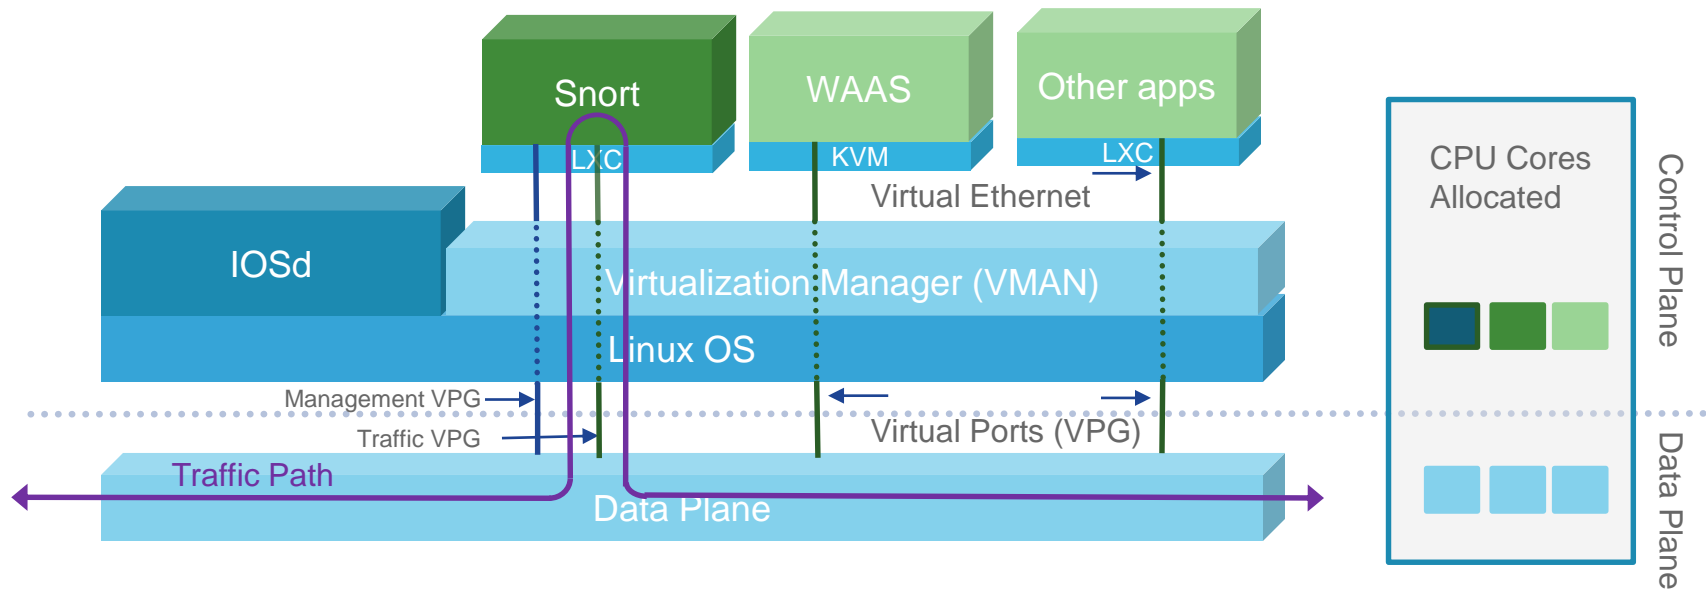 Snort
WAAS
Other apps
LXC
KVM
LXC
Virtual Ethernet
IOSd
Virtualization Manager (VMAN)
Linux OS
Management VPG
Traffic VPG
Virtual Ports (VPG)
Traffic Path
Data Plane
CPU Cores
Allocated
Control Plane
Data Plane